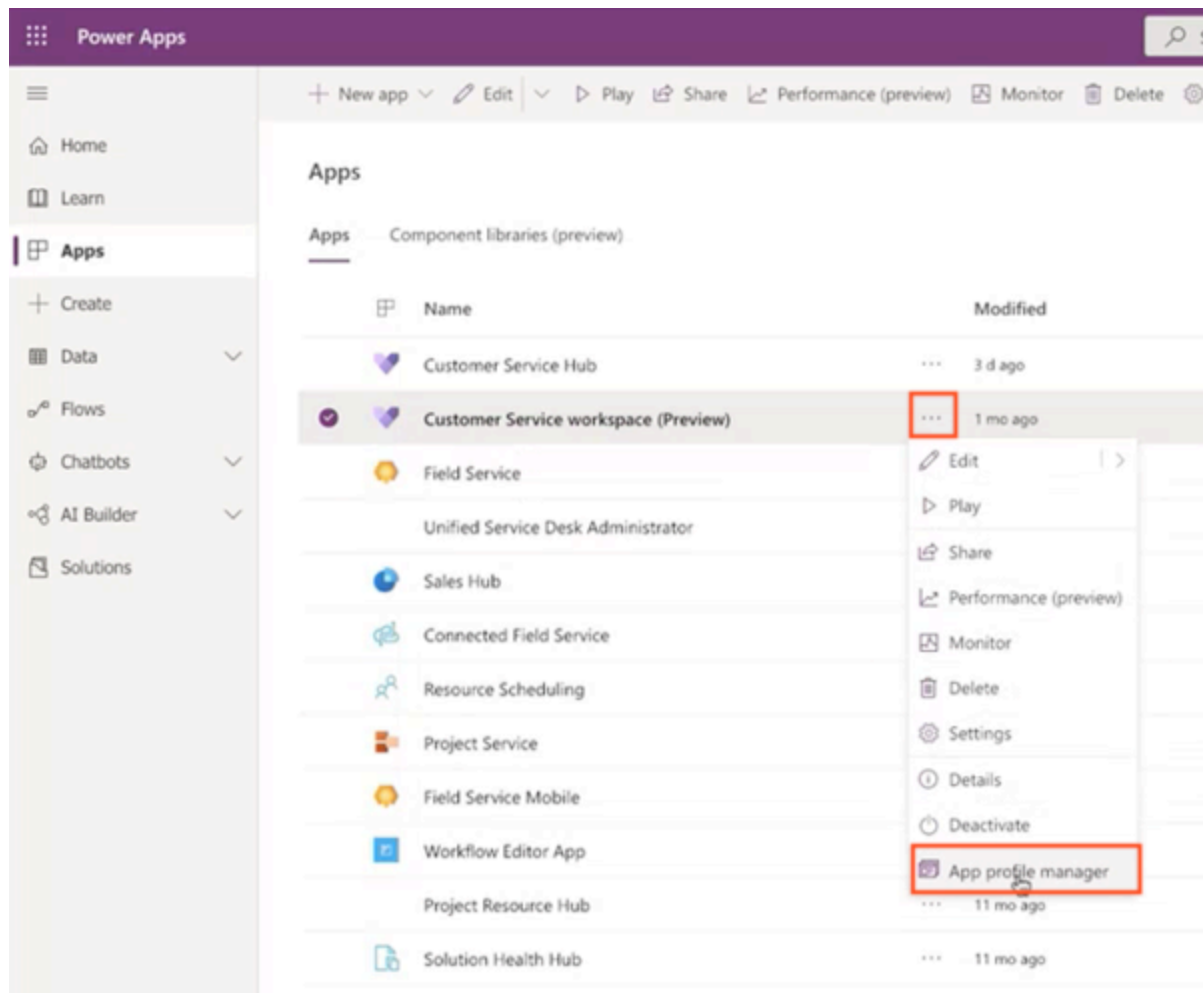 Power Apps
New app Edit Play Share Performance (preview) Monitor Delete
Home
Learn
Apps
Create
Data
Flows
Chatbots
AI Builder
Solutions
Apps
Apps Component libraries (preview)
Name Modified
Customer Service Hub ... 3 d ago
Customer Service workspace (Preview) ... 1 mo ago
Field Service
Unified Service Desk Administrator
Sales Hub
Connected Field Service
Resource Scheduling
Project Service
Field Service Mobile
Workflow Editor App
Project Resource Hub ... 11 mo ago
Solution Health Hub ... 11 mo ago
Edit
Play
Share
Performance (preview)
Monitor
Delete
Settings
Details
Deactivate
App profile manager